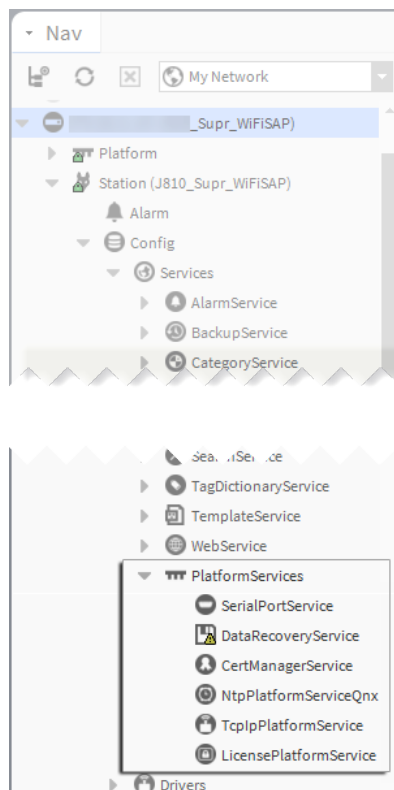 Nav
My Network
_Supr_WiFiSAP)
Platform
Station (J810_Supr_WiFiSAP)
Alarm
Config
Services
AlarmService
BackupService
CategoryService
TagDictionaryService
TemplateService
WebService
PlatformServices
SerialPortService
DataRecoveryService
CertManagerService
NtpPlatformServiceQnx
TcpIpPlatformService
LicensePlatformService
Drivers